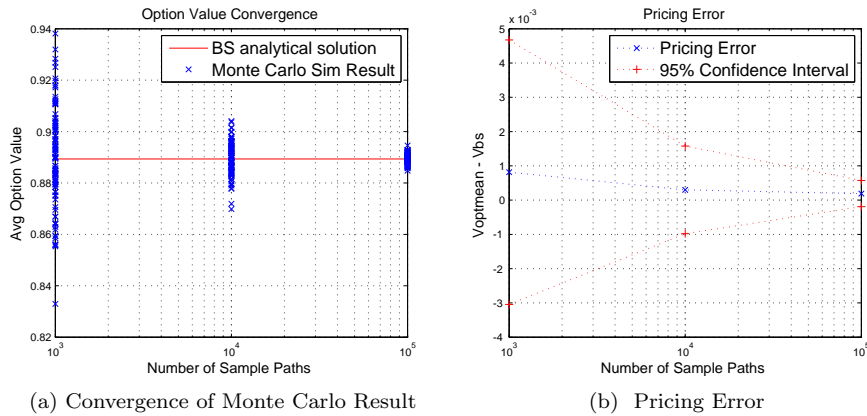 Option Value Convergence
0.94
0.92
0.9
0.88
0.86
0.84
0.82
Avg Option Value
BS analytical solution
Monte Carlo Sim Result
10^3
10^4
10^5
Number of Sample Paths
(a) Convergence of Monte Carlo Result
Pricing Error
x 10^-3
5
4
3
2
1
0
-1
-2
-3
-4
Voptmean - Vbs
Pricing Error
95% Confidence Interval
10^3
10^4
10^5
Number of Sample Paths
(b) Pricing Error